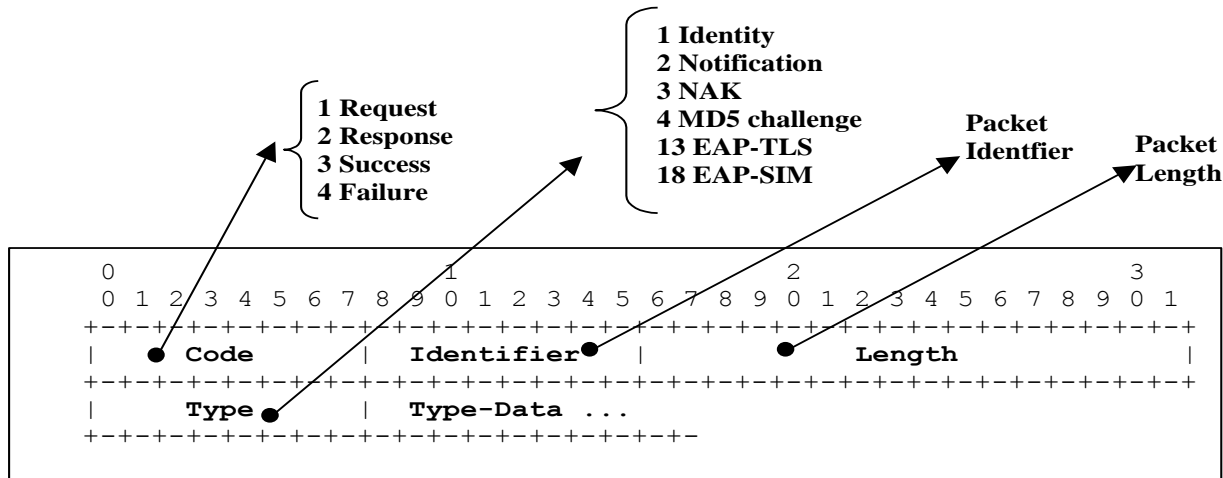 1 Identity
2 Notification
3 NAK
4 MD5 challenge
13 EAP-TLS
18 EAP-SIM
1 Request
2 Response
3 Success
4 Failure
Packet
Identfier
Packet
Length
0 1 2 3
0 1 2 3 4 5 6 7 8 9 0 1 2 3 4 5 6 7 8 9 0 1 2 3 4 5 6 7 8 9 0 1
+-+-+-+-+-+-+-+-+-+-+-+-+-+-+-+-+-+-+-+-+-+-+-+-+-+-+-+-+-+-+-+-+
| Code | Identifier | Length |
+-+-+-+-+-+-+-+-+-+-+-+-+-+-+-+-+-+-+-+-+-+-+-+-+-+-+-+-+-+-+-+-+
| Type | Type-Data ...
+-+-+-+-+-+-+-+-+-+-+-+-+-+-+-+-+-+-